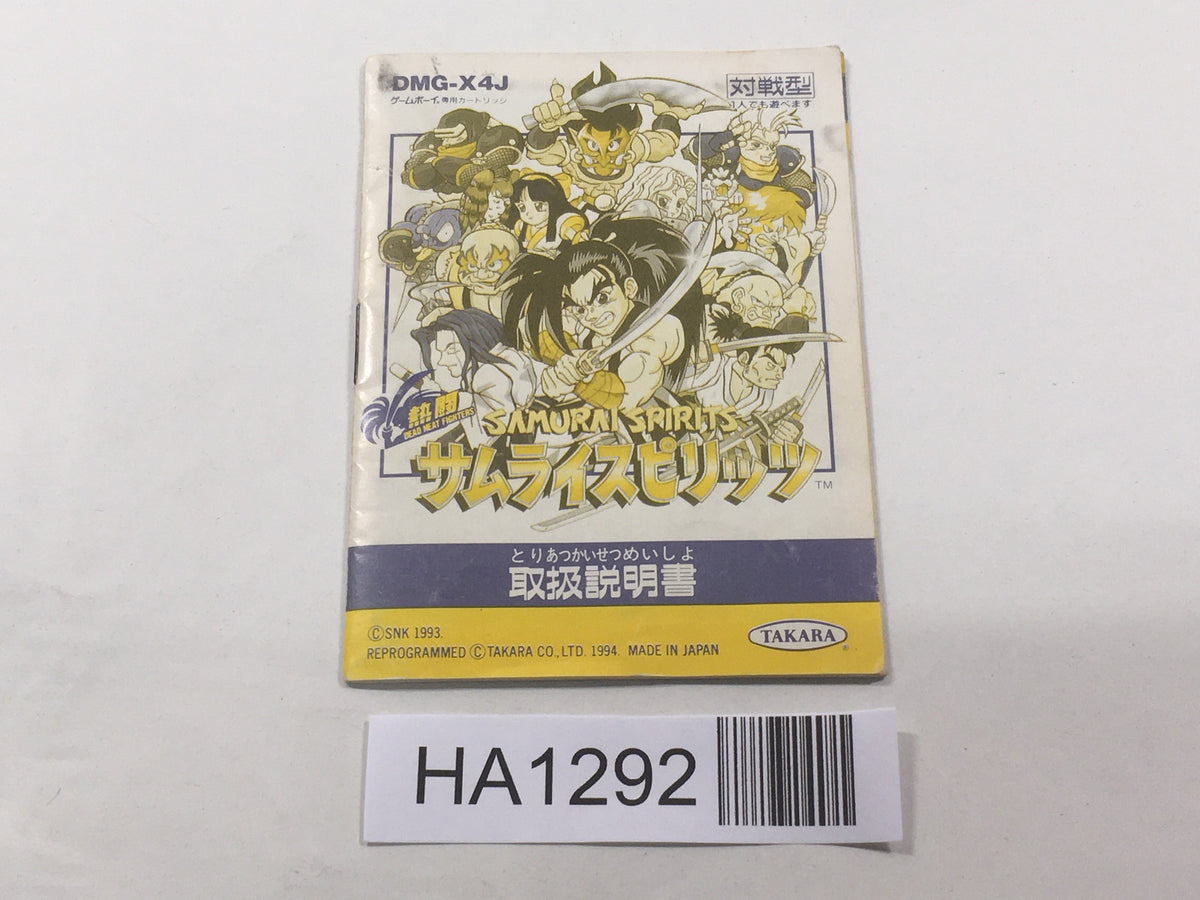 DMG-X4J
ゲームボーイ®専用カートリッジ
対戦型
1人でも遊べます
熱闘
DEAD HEAT FIGHTERS
SAMURAI SPIRITS
サムライスピリッツ
TM
とりあつかいせつめいしよ
取扱説明書
©SNK 1993.
REPROGRAMMED ©TAKARA CO., LTD. 1994. MADE IN JAPAN
TAKARA®
HA1292